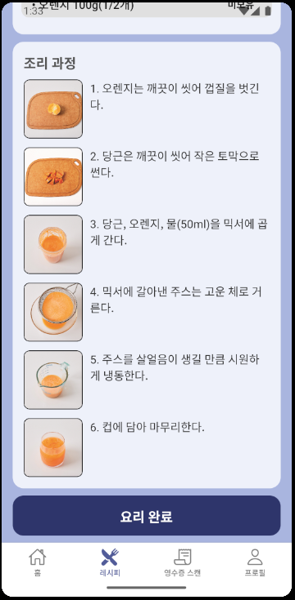 • 오렌지 100g(1/2개) 미보유
1:33
조리 과정
1. 오렌지는 깨끗이 씻어 껍질을 벗긴
다.
2. 당근은 깨끗이 씻어 작은 토막으로
썬다.
3. 당근, 오렌지, 물(50ml)을 믹서에 곱
게 간다.
4. 믹서에 갈아낸 주스는 고운 체로 거
른다.
5. 주스를 살얼음이 생길 만큼 시원하
게 냉동한다.
6. 컵에 담아 마무리한다.
요리 완료
홈 레시피 영수증 스캔 프로필